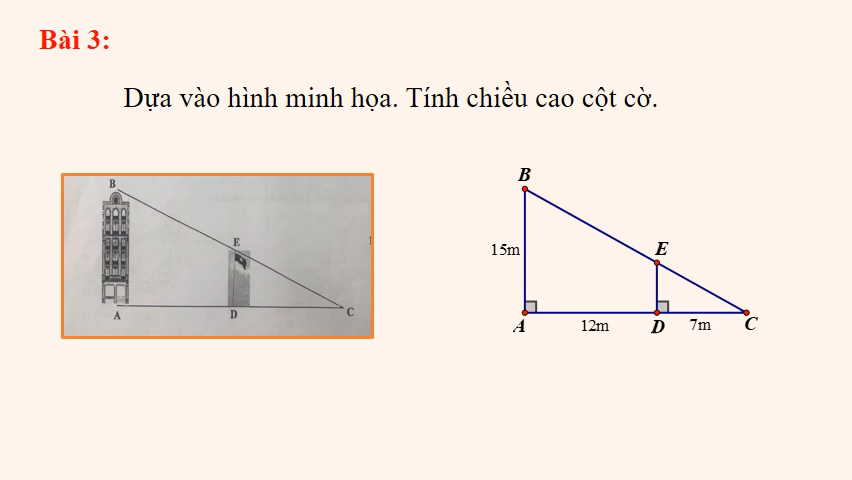 Bài 3:
Dựa vào hình minh họa. Tính chiều cao cột cờ.
B
E
A
D
C
B
15m
E
A
12m
D
7m
C